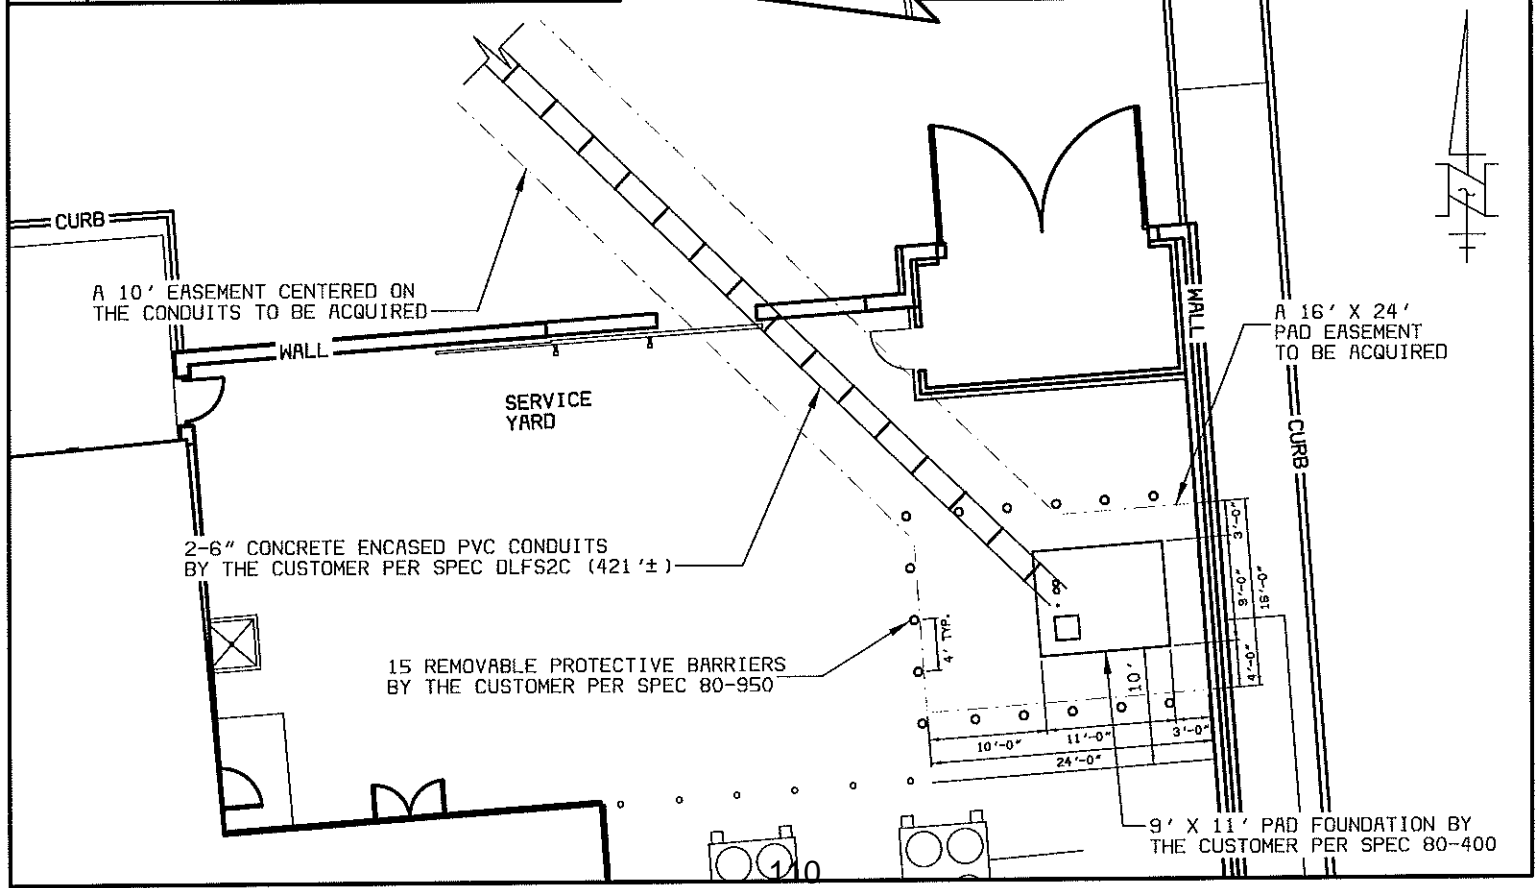 CURB
A 10' EASEMENT CENTERED ON
THE CONDUITS TO BE ACQUIRED
WALL
SERVICE
YARD
WALL
A 16' X 24'
PAD EASEMENT
TO BE ACQUIRED
CURB
2-6" CONCRETE ENCASED PVC CONDUITS
BY THE CUSTOMER PER SPEC DLFS2C (421'±)
15 REMOVABLE PROTECTIVE BARRIERS
BY THE CUSTOMER PER SPEC 80-950
4' TYP.
3'-0"
9'-0"
16'-0"
4'-0"
10'
10'-0"
11'-0"
3'-0"
24'-0"
9' X 11' PAD FOUNDATION BY
THE CUSTOMER PER SPEC 80-400
110